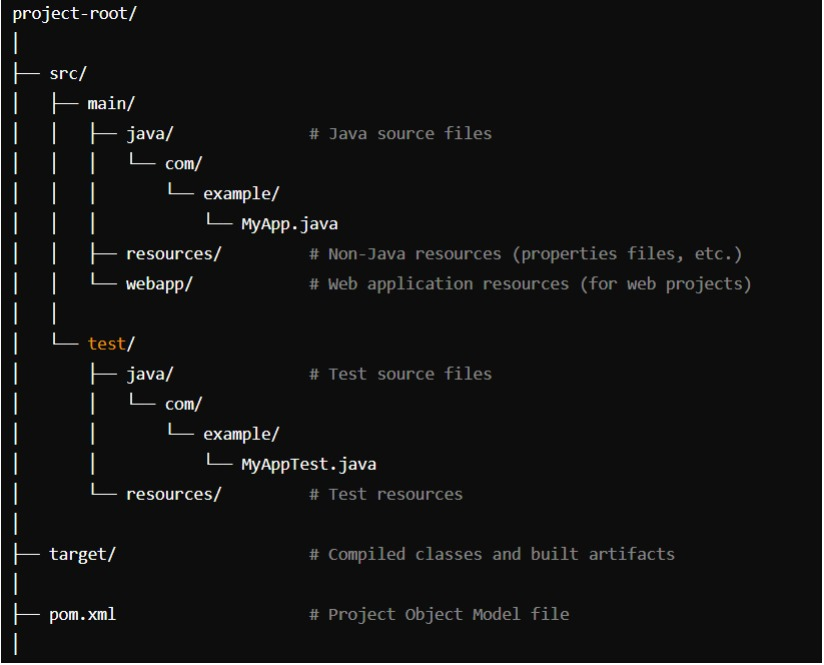 project-root/
│
├── src/
│   ├── main/
│   │   ├── java/              # Java source files
│   │   │   └── com/
│   │   │       └── example/
│   │   │           └── MyApp.java
│   │   ├── resources/         # Non-Java resources (properties files, etc.)
│   │   └── webapp/            # Web application resources (for web projects)
│   │
│   └── test/
│       ├── java/              # Test source files
│       │   └── com/
│       │       └── example/
│       │           └── MyAppTest.java
│       └── resources/         # Test resources
│
├── target/                    # Compiled classes and built artifacts
│
├── pom.xml                    # Project Object Model file
│